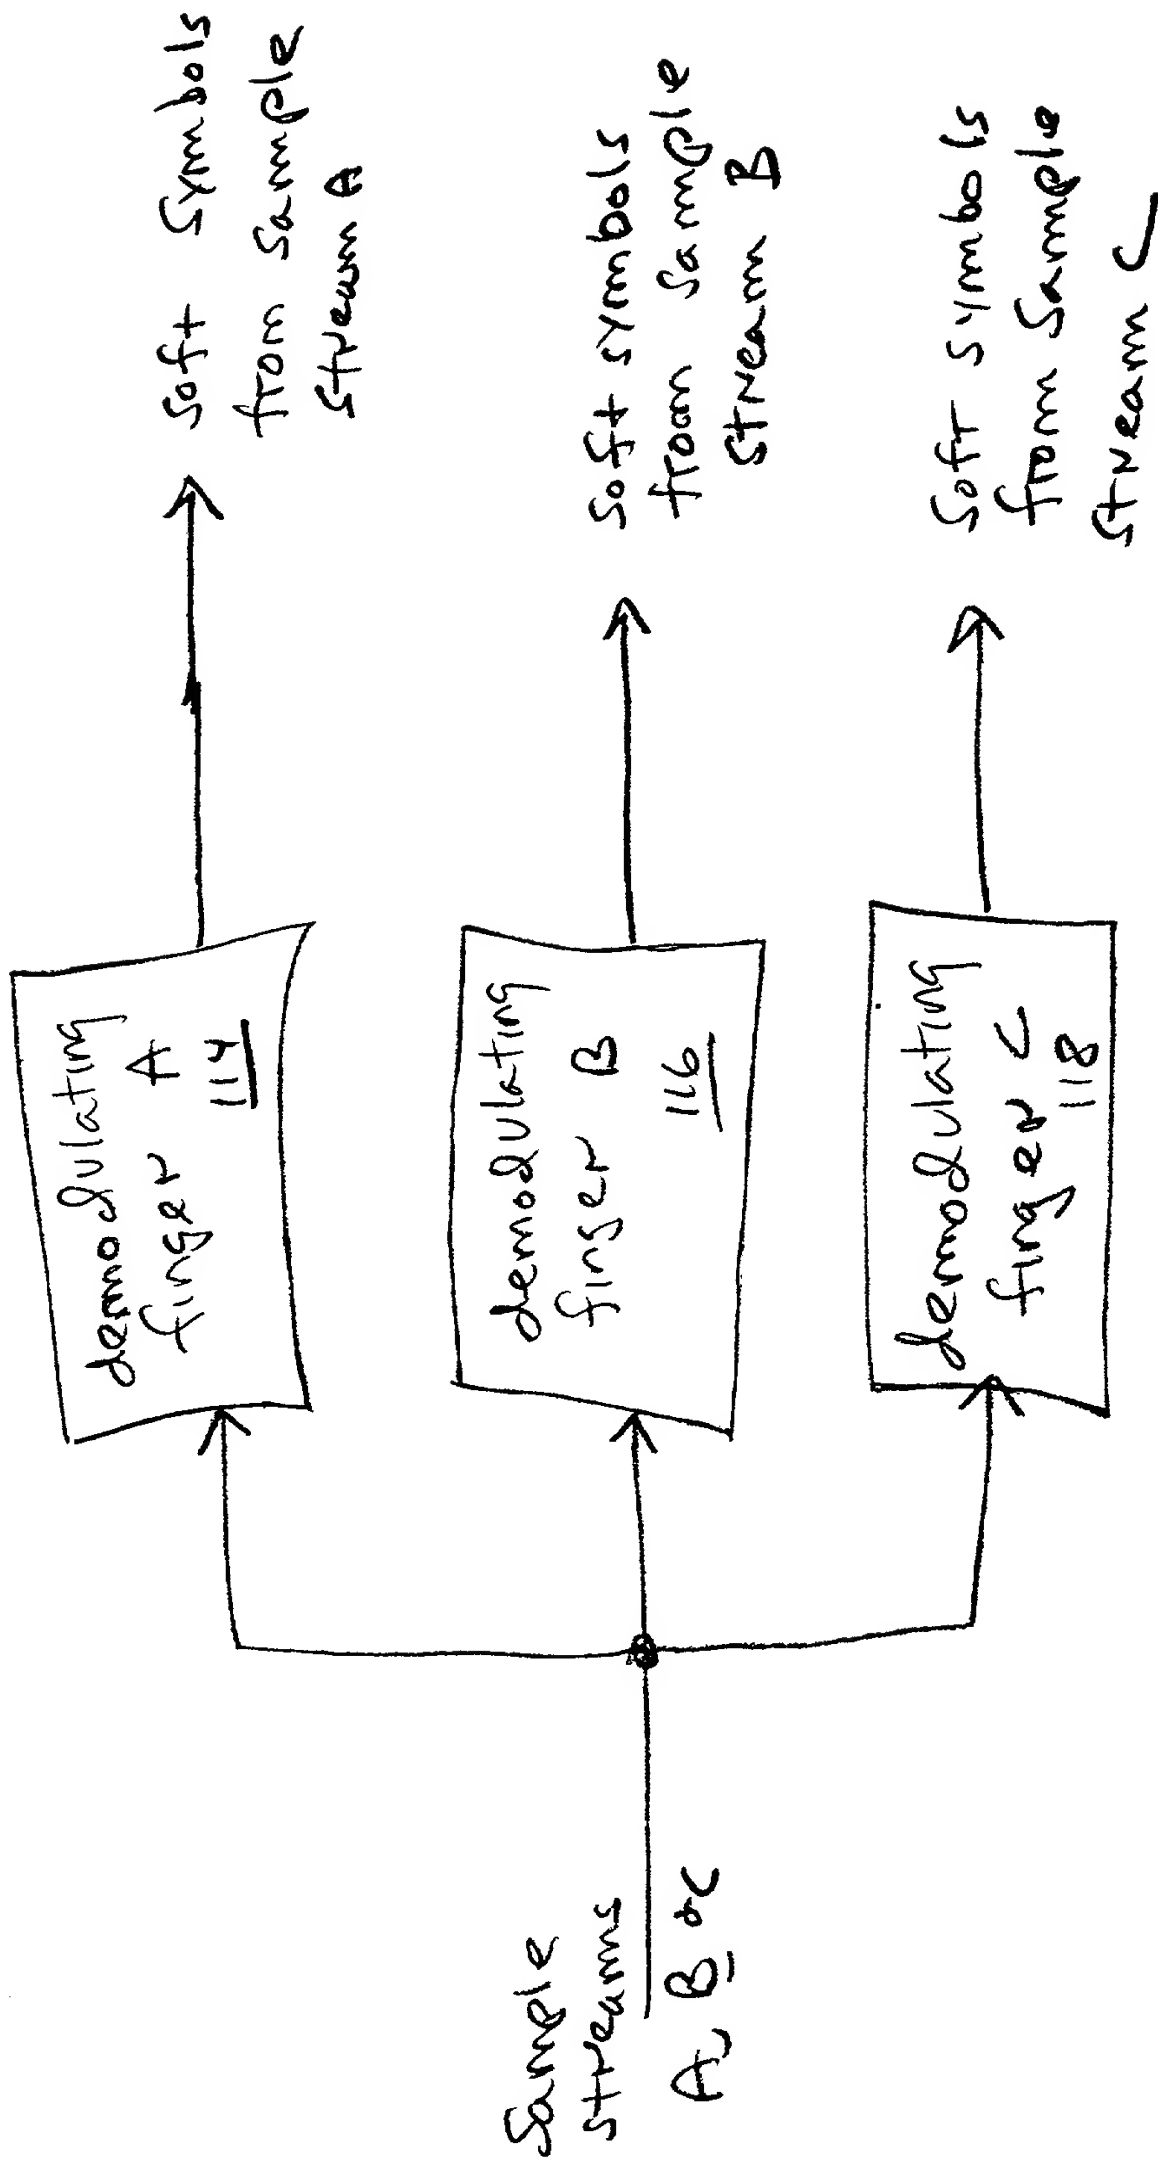 Sample
streams
A, B & C
demodulating
finger A
114
soft symbols
from sample
stream A
demodulating
finger B
116
soft symbols
from sample
stream B
demodulating
finger C
118
soft symbols
from sample
stream C